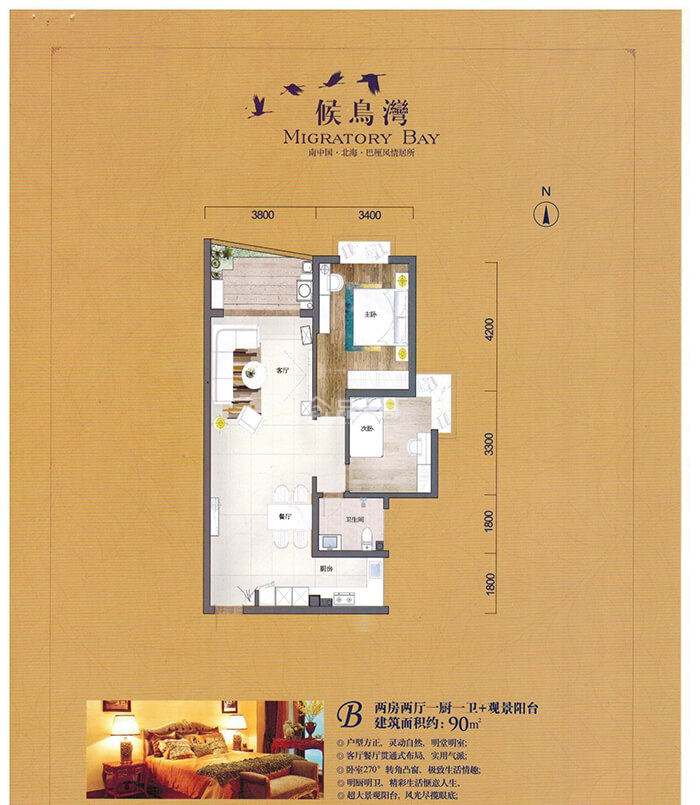 候鳥灣
MIGRATORY BAY
南中国·北海·巴厘风情居所
N
3800 3400
4200
3300
1800
1800
主卧
客厅
次卧
餐厅
卫生间
厨房
B 两房两厅一厨一卫+观景阳台
建筑面积约:90m²
◎户型方正，灵动自然，明堂明室;
◎客厅餐厅贯通式布局，实用气派;
◎卧室270°转角凸窗，极致生活情趣;
◎明厨明卫，精彩生活惬意人生，
◎超大景观阳台，风光尽揽眼底;